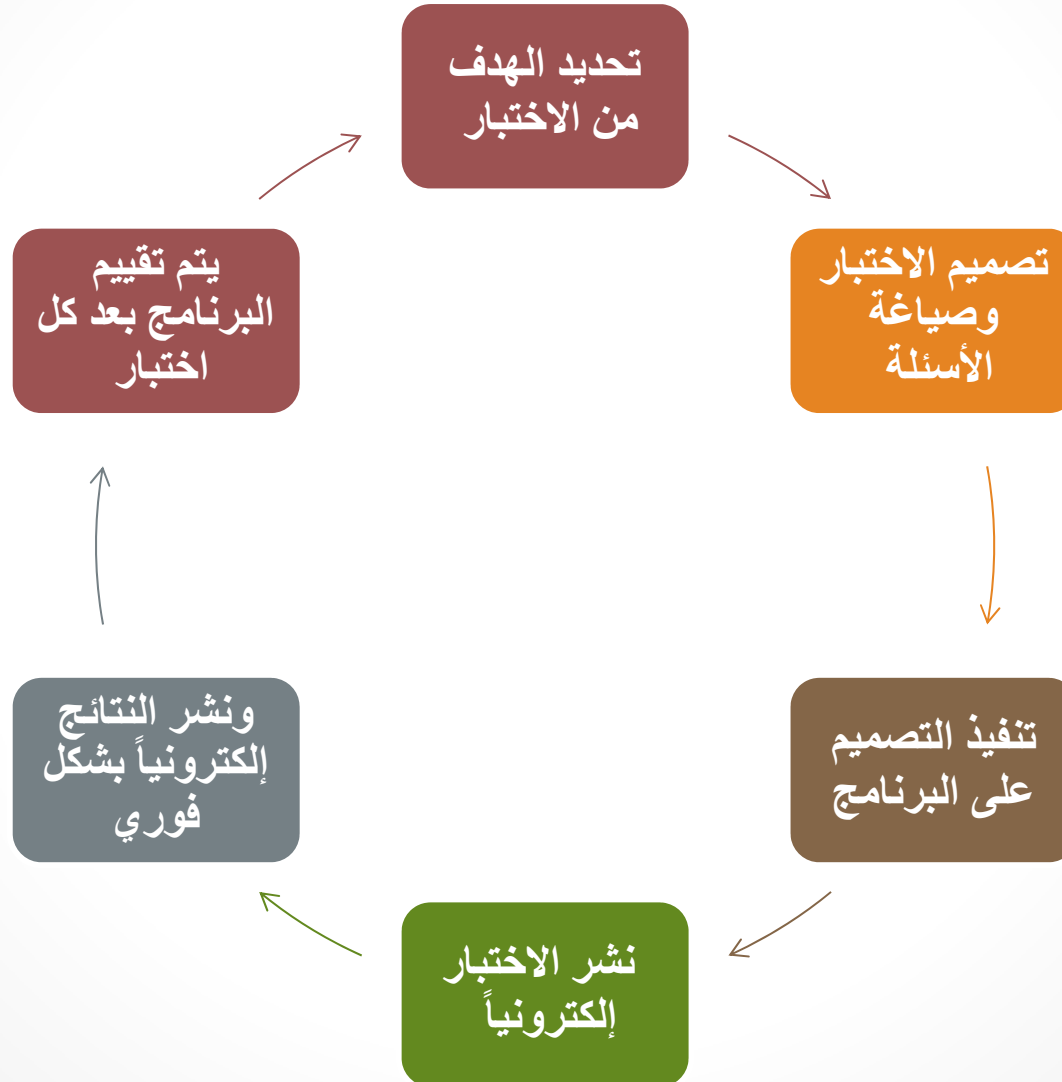 تحديد الهدف
من الاختبار
تصميم الاختبار
وصياغة
الأسئلة
تنفيذ التصميم
على البرنامج
نشر الاختبار
إلكترونياً
ونشر النتائج
إلكترونياً بشكل
فوري
يتم تقييم
البرنامج بعد كل
اختبار